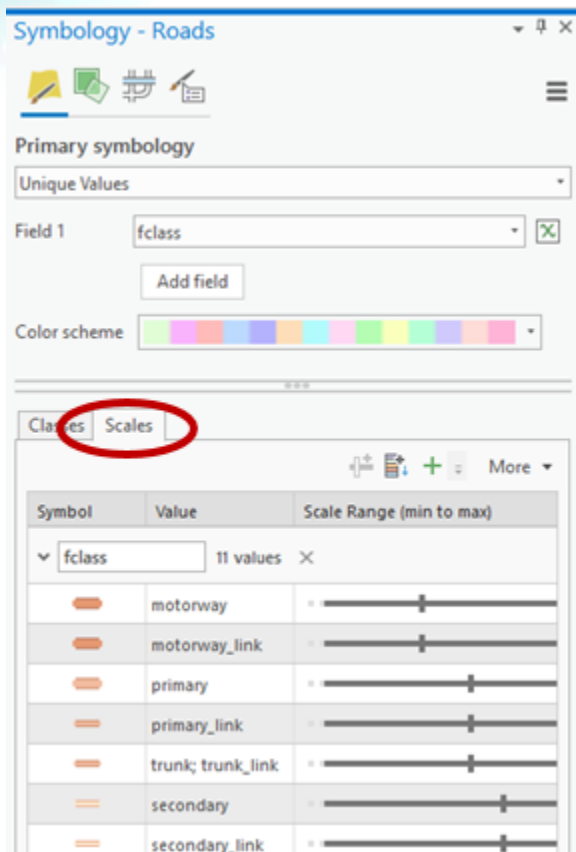 Symbology - Roads
Primary symbology
Unique Values
Field 1 fclass
Add field
Color scheme
Classes Scales
More
Symbol Value Scale Range (min to max)
fclass 11 values
motorway
motorway_link
primary
primary_link
trunk; trunk_link
secondary
secondary_link